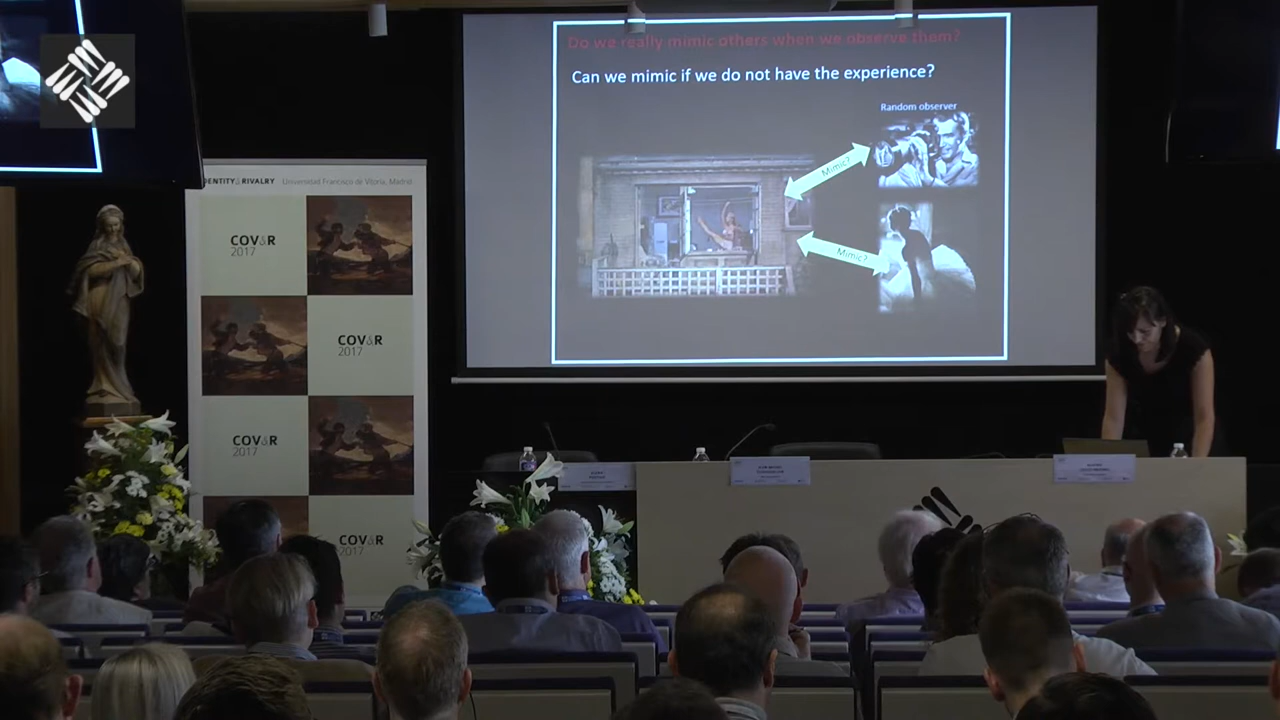 Do we really mimic others when we observe them?
Can we mimic if we do not have the experience?
Random observer
Mimic?
Mimic?
IDENTITY & RIVALRY Universidad Francisco de Vitoria, Madrid
COV&R
2017
COV&R
2017
COV&R
2017
COV&R
2017